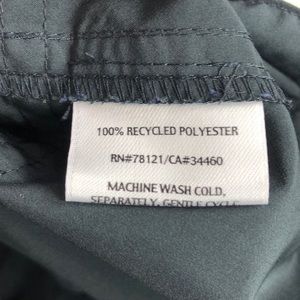 100% RECYCLED POLYESTER
RN#78121/CA#34460
MACHINE WASH COLD,
SEPARATELY, GENTLE CYCLE